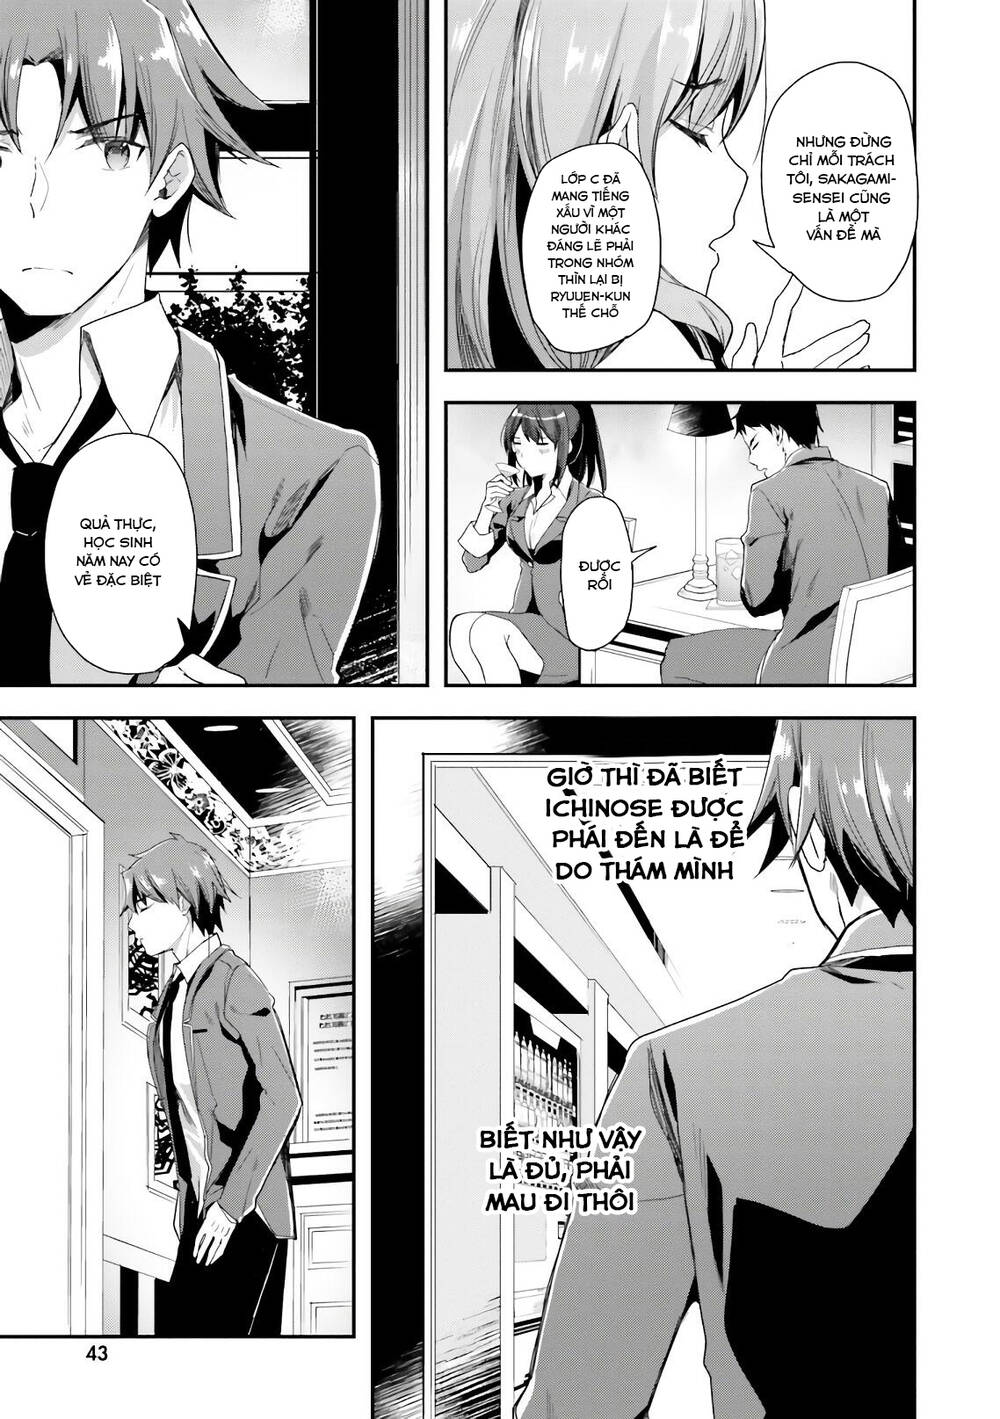 NHƯNG ĐỪNG
CHỈ MỖI TRÁCH
TÔI, SAKAGAMI-
SENSEI CŨNG
LÀ MỘT
VẤN ĐỀ MÀ
LỚP C ĐÃ
MANG TIẾNG
XẤU VÌ MỘT
NGƯỜI KHÁC
ĐÁNG LẼ PHẢI
TRONG NHÓM
THÌN LẠI BỊ
RYUUEN-KUN
THẾ CHỖ
ĐƯỢC
RỒI
QUẢ THỰC,
HỌC SINH
NĂM NAY CÓ
VẺ ĐẶC BIỆT
GIỜ THÌ ĐÃ BIẾT
ICHINOSE ĐƯỢC
PHÁI ĐẾN LÀ ĐỂ
DO THÁM MÌNH
BIẾT NHƯ VẬY
LÀ ĐỦ, PHẢI
MAU ĐI THÔI
43